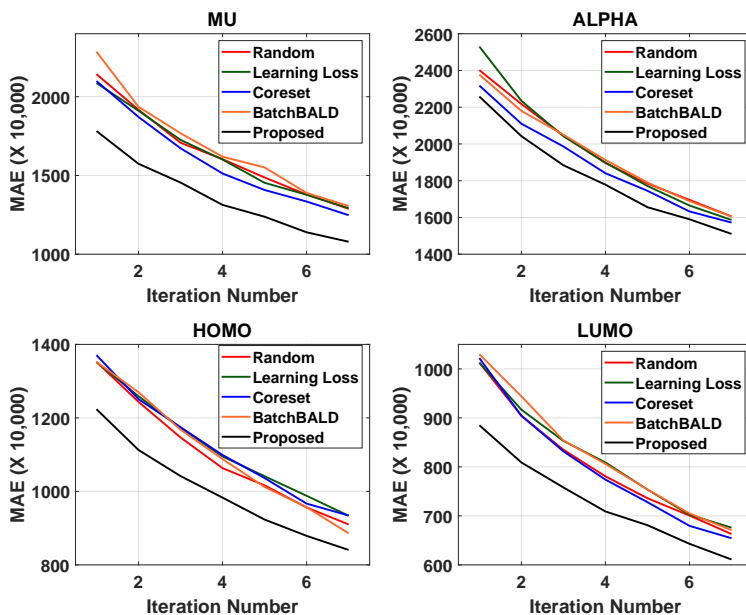 MU
MAE (X 10,000)
2000
1500
1000
2 4 6
Iteration Number
Random
Learning Loss
Coreset
BatchBALD
Proposed
ALPHA
MAE (X 10,000)
2600
2400
2200
2000
1800
1600
1400
2 4 6
Iteration Number
Random
Learning Loss
Coreset
BatchBALD
Proposed
HOMO
MAE (X 10,000)
1400
1200
1000
800
2 4 6
Iteration Number
Random
Learning Loss
Coreset
BatchBALD
Proposed
LUMO
MAE (X 10,000)
1000
900
800
700
600
2 4 6
Iteration Number
Random
Learning Loss
Coreset
BatchBALD
Proposed